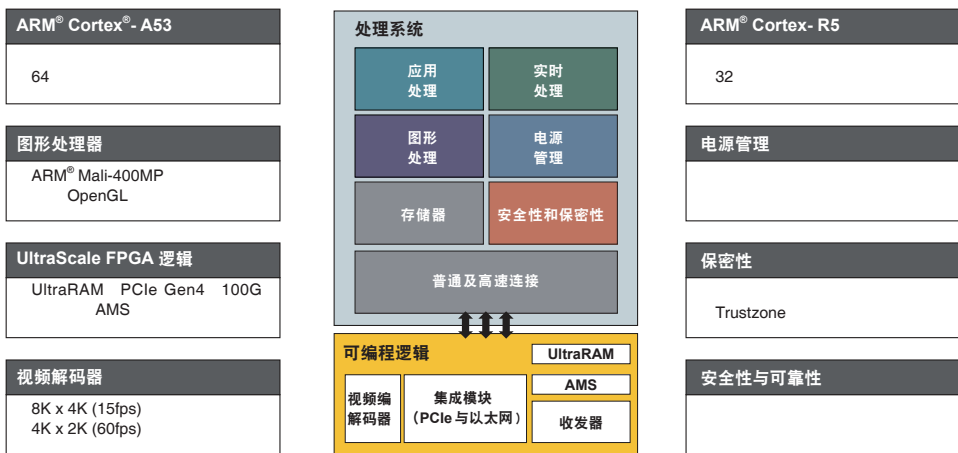 ARM® Cortex®- A53
64
图形处理器
ARM® Mali-400MP
OpenGL
UltraScale FPGA 逻辑
UltraRAM PCIe Gen4 100G
AMS
视频解码器
8K x 4K (15fps)
4K x 2K (60fps)
处理系统
应用
处理
实时
处理
图形
处理
电源
管理
存储器
安全性和保密性
普通及高速连接
可编程逻辑
UltraRAM
AMS
视频编
解码器
集成模块
（PCIe 与以太网）
收发器
ARM® Cortex- R5
32
电源管理
保密性
Trustzone
安全性与可靠性